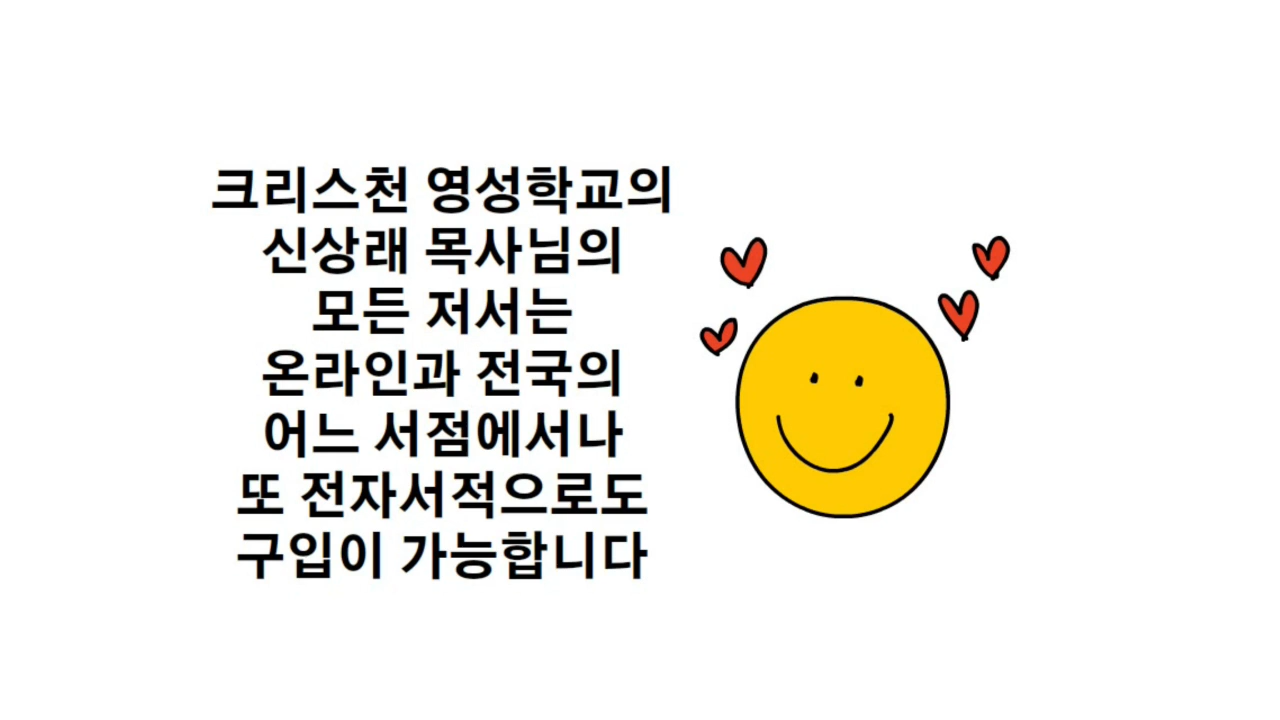 크리스천 영성학교의
신상래 목사님의
모든 저서는
온라인과 전국의
어느 서점에서나
또 전자서적으로도
구입이 가능합니다